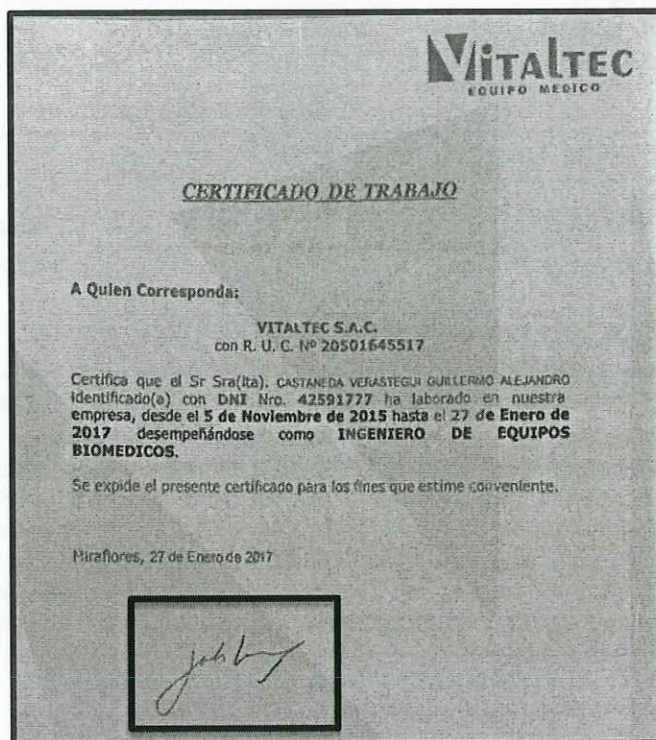 VITALTEC
EQUIPO MEDICO
CERTIFICADO DE TRABAJO
A Quien Corresponda:
VITALTEC S.A.C.
con R. U. C. Nº 20501645517
Certifica que el Sr Sra(ita). CASTANEDA VERASTEGUI GUILLERMO ALEJANDRO
Identificado(a) con DNI Nro. 42591777 ha laborado en nuestra
empresa, desde el 5 de Noviembre de 2015 hasta el 27 de Enero de
2017 desempeñándose como INGENIERO DE EQUIPOS
BIOMEDICOS.
Se expide el presente certificado para los fines que estime conveniente.
Miraflores, 27 de Enero de 2017